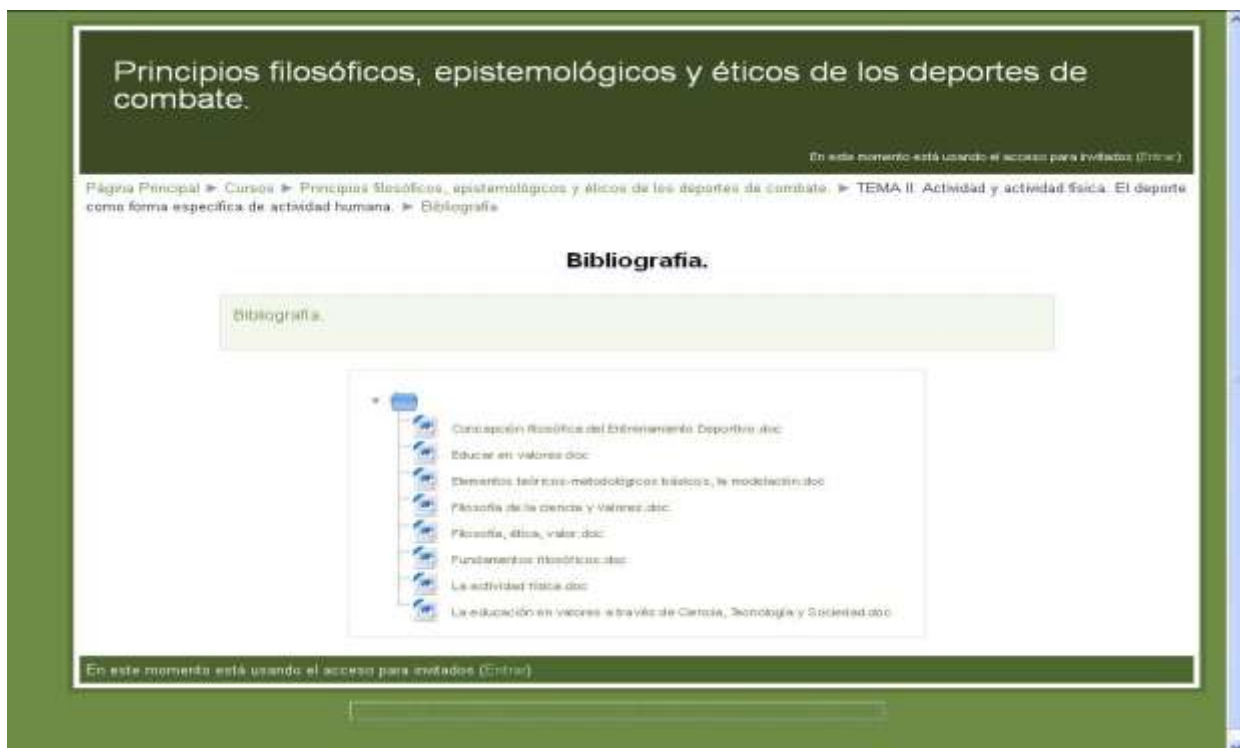 Principios filosóficos, epistemológicos y éticos de los deportes de
combate.
En este momento está usando el acceso para invitados (Entrar)
Página Principal ► Cursos ► Principios filosóficos, epistemológicos y éticos de los deportes de combate. ► TEMA II. Actividad y actividad física. El deporte
como forma específica de actividad humana. ► Bibliografía
Bibliografía.
Bibliografía.
Concepción filosófica del Entrenamiento Deportivo.doc
Educar en valores.doc
Elementos teóricos-metodológicos básicos, la modelación.doc
Filosofía de la ciencia y valores.doc
Filosofía, ética, valor.doc
Fundamentos filosóficos.doc
La actividad física.doc
La educación en valores a través de Ciencia, Tecnología y Sociedad.doc
En este momento está usando el acceso para invitados (Entrar)